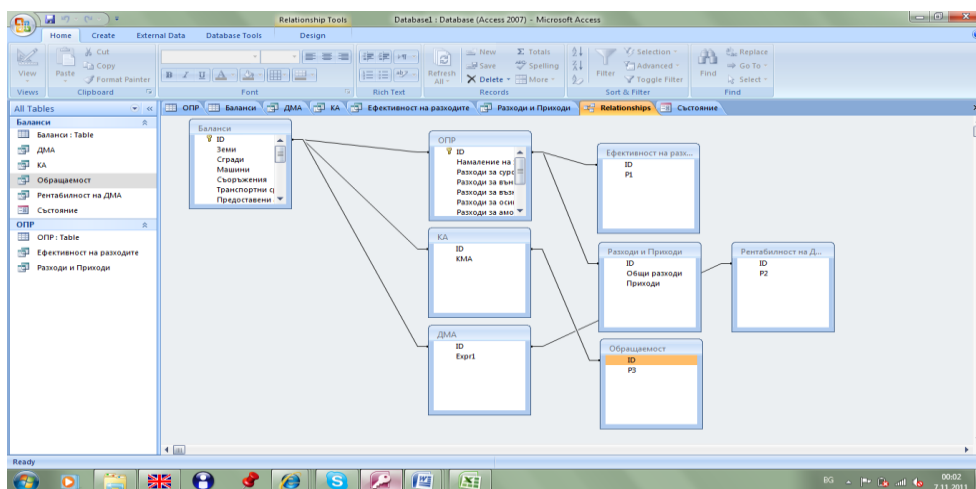 Relationship Tools
Database1 : Database (Access 2007) - Microsoft Access
Home
Create
External Data
Database Tools
Design
View
Paste
Cut
Copy
Format Painter
Refresh All
New
Save
Delete
Totals
Spelling
More
Filter
Selection
Advanced
Toggle Filter
Find
Replace
Go To
Select
Views
Clipboard
Font
Rich Text
Records
Sort & Filter
Find
All Tables
ОПР
Баланси
ДМА
КА
Ефективност на разходите
Разходи и Приходи
Relationships
Състояние
Баланси
Баланси : Table
ДМА
КА
Обращаемост
Рентабилност на ДМА
Състояние
ОПР
ОПР : Table
Ефективност на разходите
Разходи и Приходи
Баланси
ID
Земи
Сгради
Машини
Съоръжения
Транспортни с
Предоставени
ОПР
ID
Намаление на
Разходи за суро
Разходи за вън
Разходи за възн
Разходи за осиг
Разходи за амо
Ефективност на разх...
ID
P1
КА
ID
КМА
Разходи и Приходи
ID
Общи разходи
Приходи
Рентабилност на Д...
ID
P2
ДМА
ID
Expr1
Обращаемост
ID
P3
Ready
BG
00:02
7.11.2011